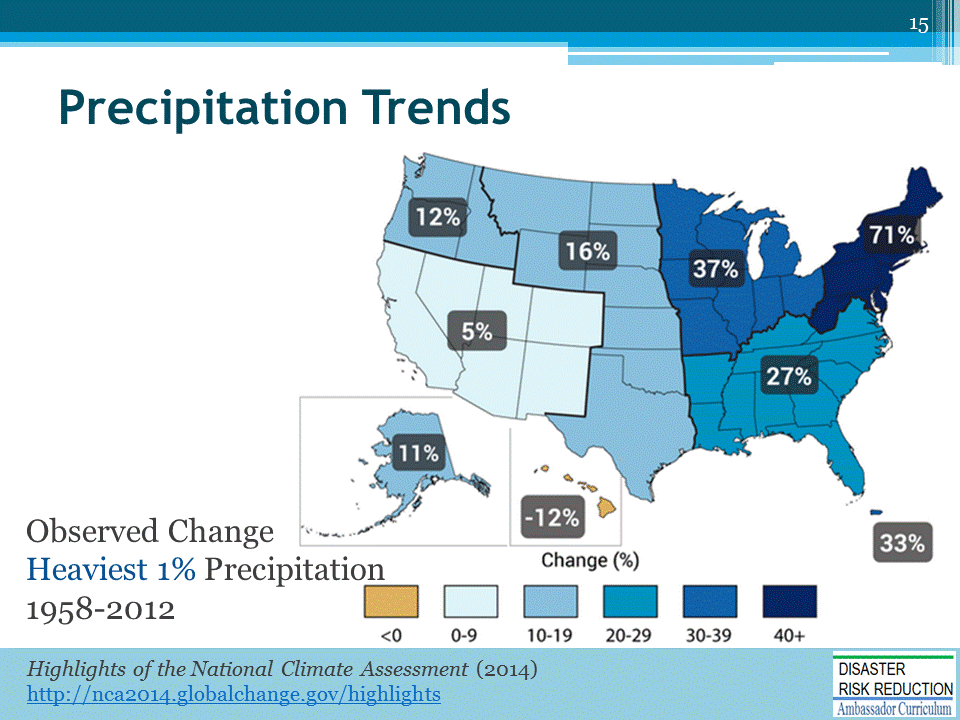 15
Precipitation Trends
12%
16%
37%
71%
5%
27%
11%
-12%
33%
Observed Change
Heaviest 1% Precipitation
1958-2012
Change (%)
<0 0-9 10-19 20-29 30-39 40+
Highlights of the National Climate Assessment (2014)
http://nca2014.globalchange.gov/highlights
DISASTER
RISK REDUCTION
Ambassador Curriculum